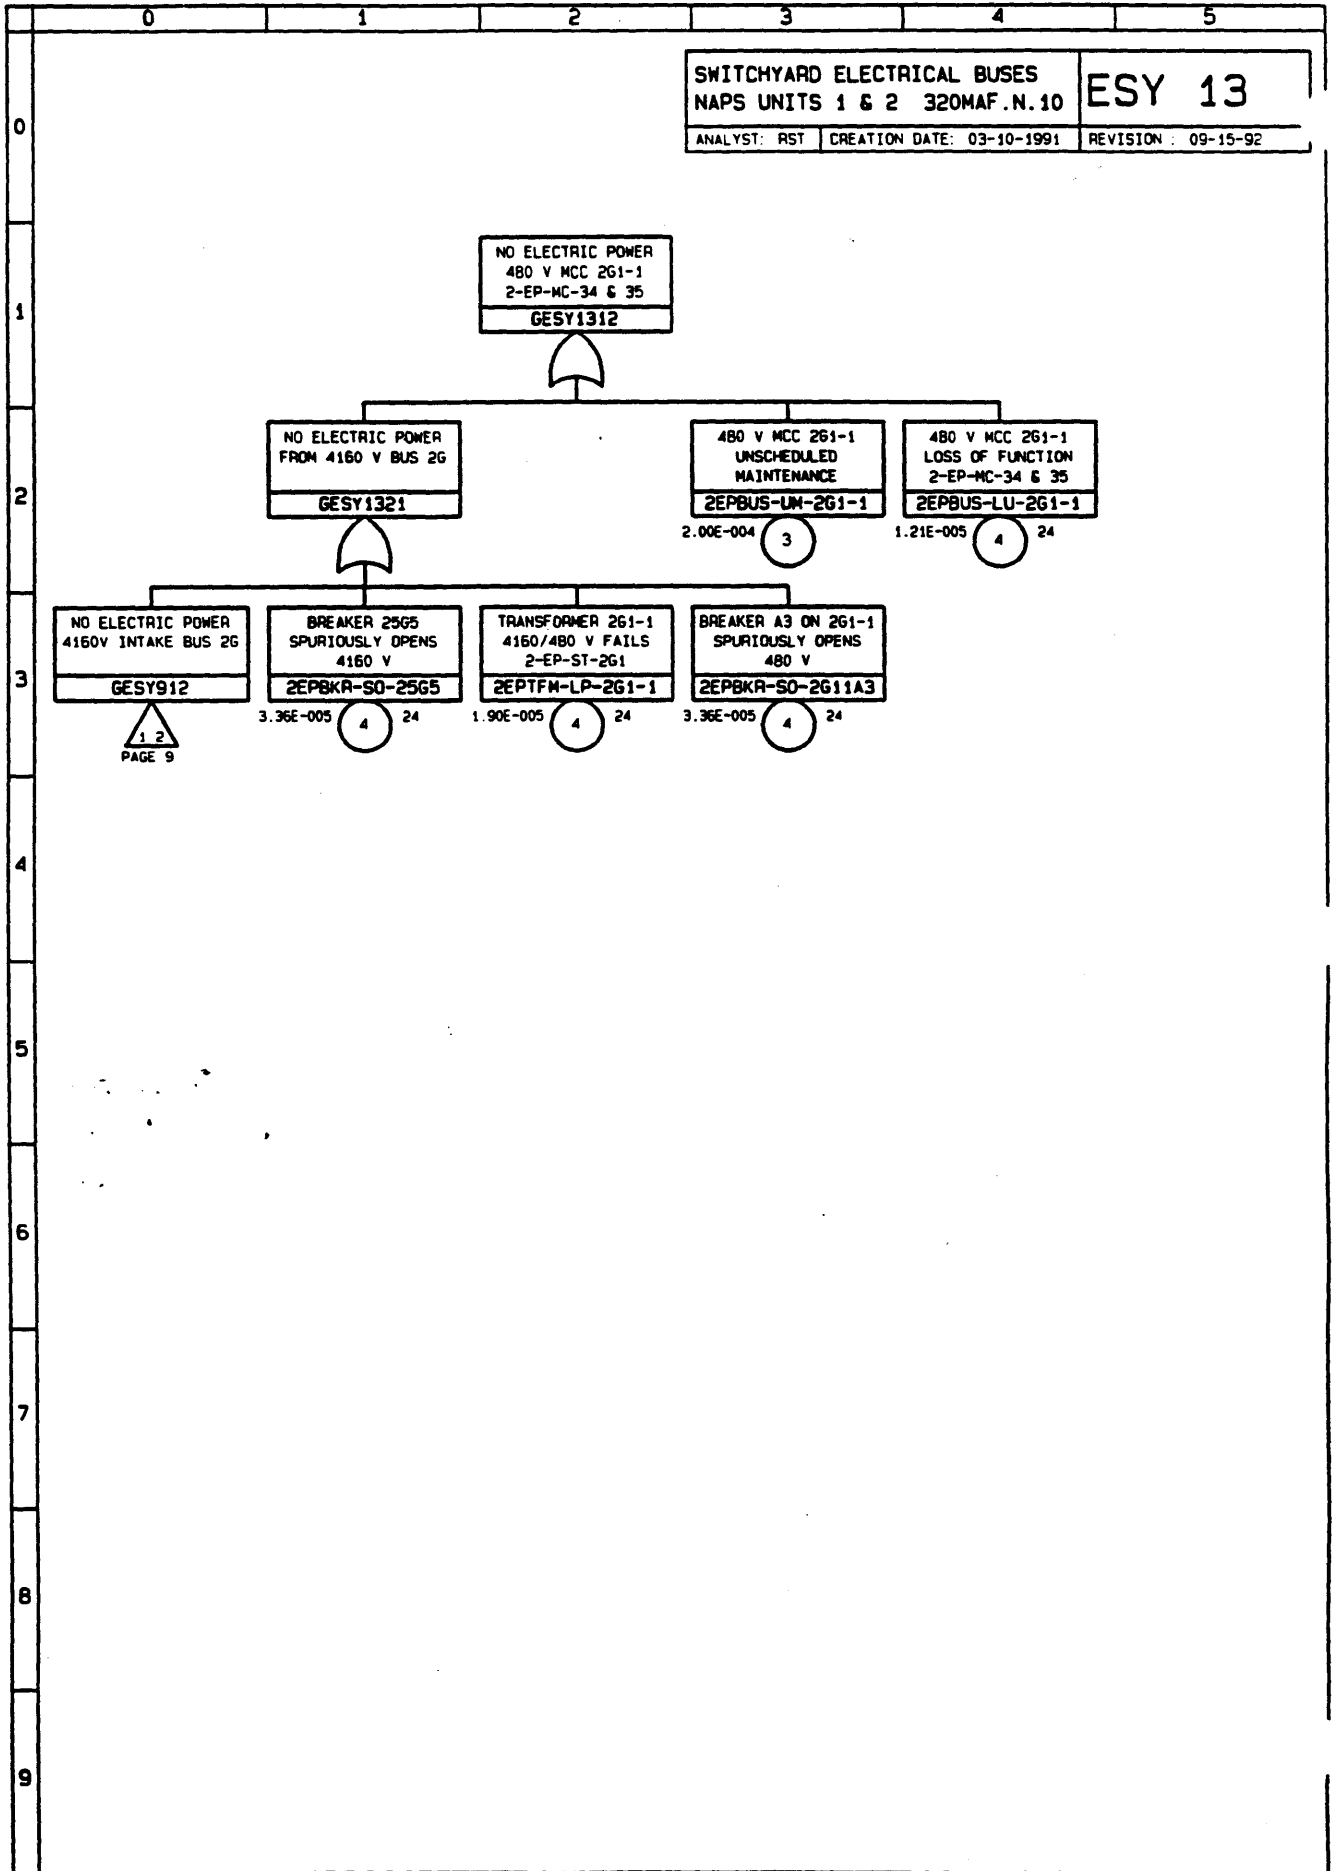 0 1 2 3 4 5
SWITCHYARD ELECTRICAL BUSES
NAPS UNITS 1 & 2 320MAF.N.10
ESY 13
ANALYST: RST
CREATION DATE: 03-10-1991
REVISION : 09-15-92
0
NO ELECTRIC POWER
480 V MCC 2G1-1
2-EP-MC-34 & 35
GESY1312
1
NO ELECTRIC POWER
FROM 4160 V BUS 2G
GESY1321
480 V MCC 2G1-1
UNSCHEDULED
MAINTENANCE
2EPBUS-UM-2G1-1
2.00E-004
3
480 V MCC 2G1-1
LOSS OF FUNCTION
2-EP-MC-34 & 35
2EPBUS-LU-2G1-1
1.21E-005
4
24
2
NO ELECTRIC POWER
4160V INTAKE BUS 2G
GESY912
1 2
PAGE 9
BREAKER 25G5
SPURIOUSLY OPENS
4160 V
2EPBKR-SO-25G5
3.36E-005
4
24
TRANSFORMER 2G1-1
4160/480 V FAILS
2-EP-ST-2G1
2EPTFM-LP-2G1-1
1.90E-005
4
24
BREAKER A3 ON 2G1-1
SPURIOUSLY OPENS
480 V
2EPBKR-SO-2G11A3
3.36E-005
4
24
3
4
5
6
7
8
9